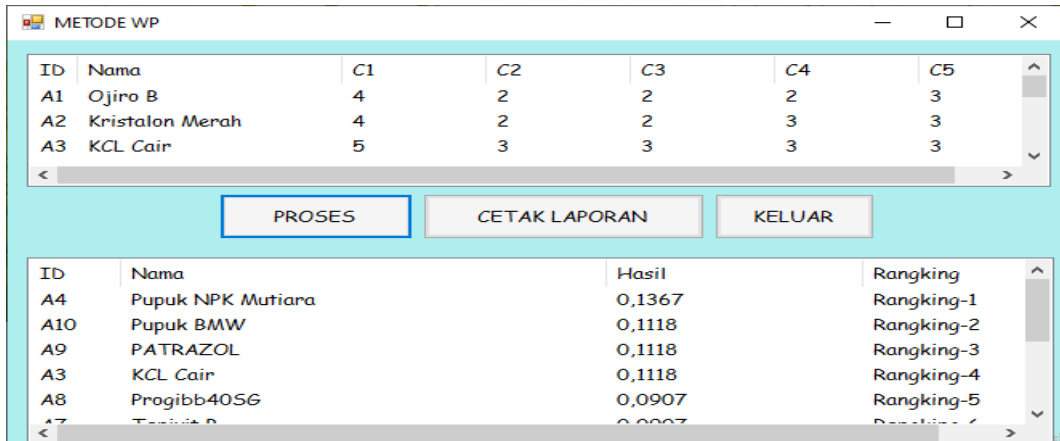 METODE WP
ID Nama C1 C2 C3 C4 C5
A1 Ojiro B 4 2 2 2 3
A2 Kristalon Merah 4 2 2 3 3
A3 KCL Cair 5 3 3 3 3
PROSES CETAK LAPORAN KELUAR
ID Nama Hasil Rangking
A4 Pupuk NPK Mutiara 0,1367 Rangking-1
A10 Pupuk BMW 0,1118 Rangking-2
A9 PATRAZOL 0,1118 Rangking-3
A3 KCL Cair 0,1118 Rangking-4
A8 Progibb40SG 0,0907 Rangking-5